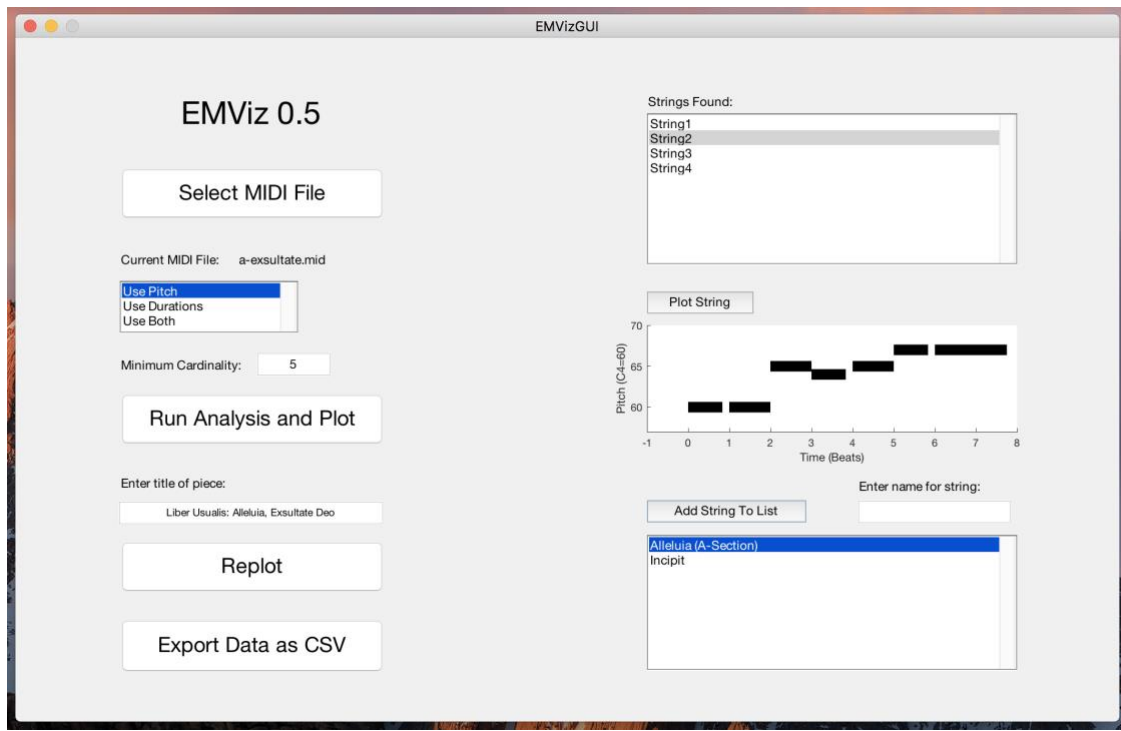 EMVizGUI
EMViz 0.5
Select MIDI File
Current MIDI File: a-exsultate.mid
Use Pitch
Use Durations
Use Both
Minimum Cardinality: 5
Run Analysis and Plot
Enter title of piece:
Liber Usualis: Alleluia, Exsultate Deo
Replot
Export Data as CSV
Strings Found:
String1
String2
String3
String4
Plot String
70
65
60
Pitch (C4=60)
-1 0 1 2 3 4 5 6 7 8
Time (Beats)
Enter name for string:
Add String To List
Alleluia (A-Section)
Incipit